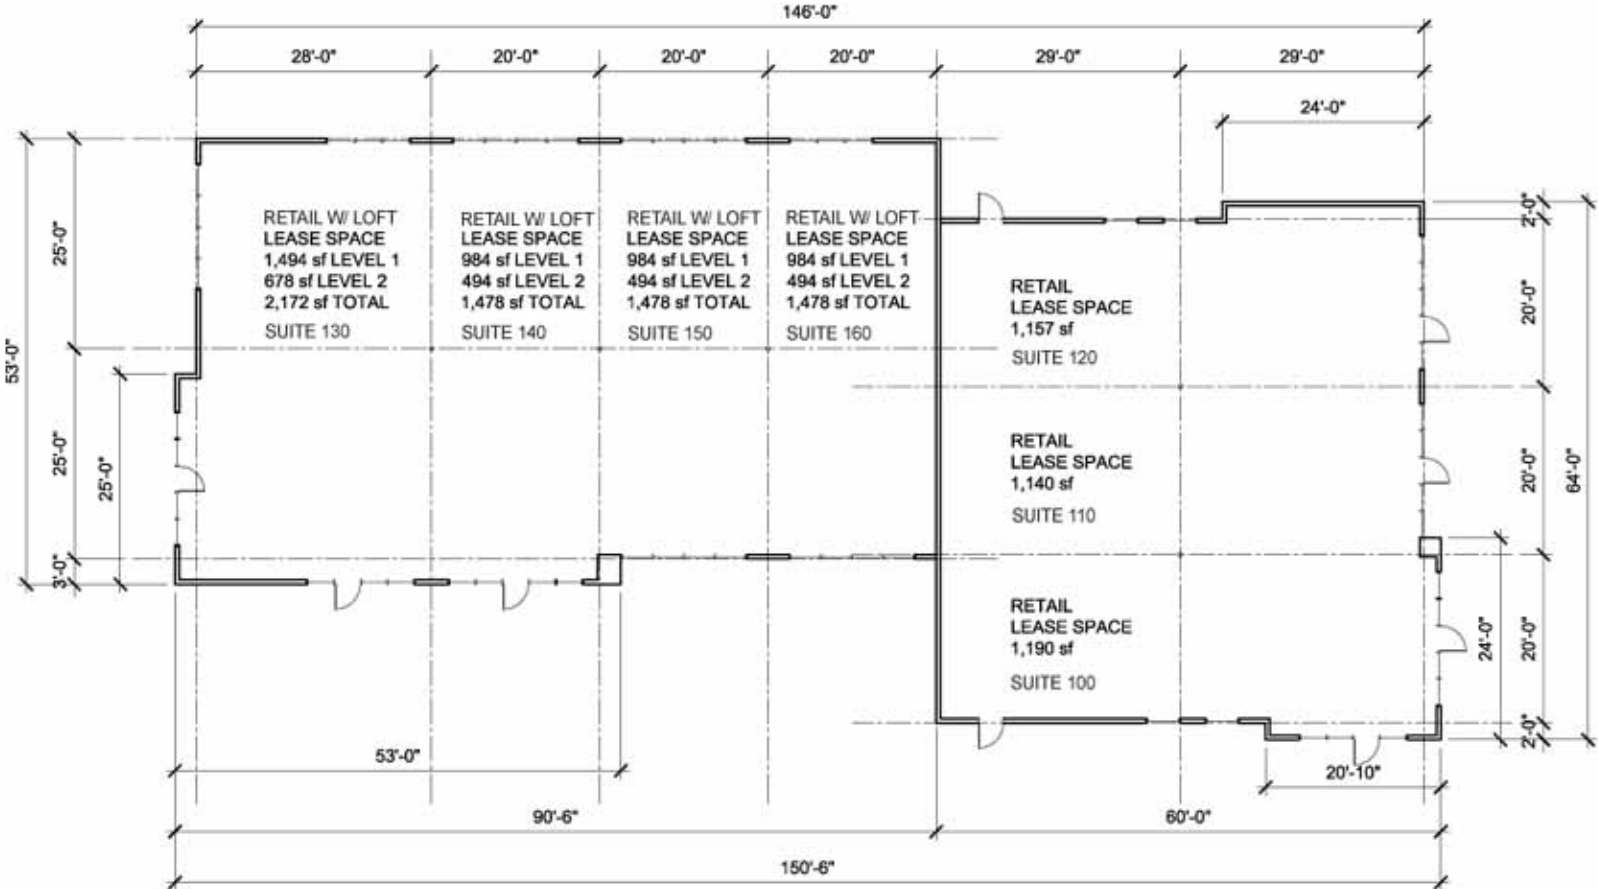 146'-0"
28'-0"
20'-0"
20'-0"
20'-0"
29'-0"
29'-0"
24'-0"
53'-0"
25'-0"
25'-0"
3'-0"
25'-0"
RETAIL W/ LOFT
LEASE SPACE
1,494 sf LEVEL 1
678 sf LEVEL 2
2,172 sf TOTAL
SUITE 130
RETAIL W/ LOFT
LEASE SPACE
984 sf LEVEL 1
494 sf LEVEL 2
1,478 sf TOTAL
SUITE 140
RETAIL W/ LOFT
LEASE SPACE
984 sf LEVEL 1
494 sf LEVEL 2
1,478 sf TOTAL
SUITE 150
RETAIL W/ LOFT
LEASE SPACE
984 sf LEVEL 1
494 sf LEVEL 2
1,478 sf TOTAL
SUITE 160
RETAIL
LEASE SPACE
1,157 sf
SUITE 120
RETAIL
LEASE SPACE
1,140 sf
SUITE 110
RETAIL
LEASE SPACE
1,190 sf
SUITE 100
2'-0"
20'-0"
20'-0"
20'-0"
2'-0"
64'-0"
24'-0"
20'-10"
53'-0"
90'-6"
60'-0"
150'-6"